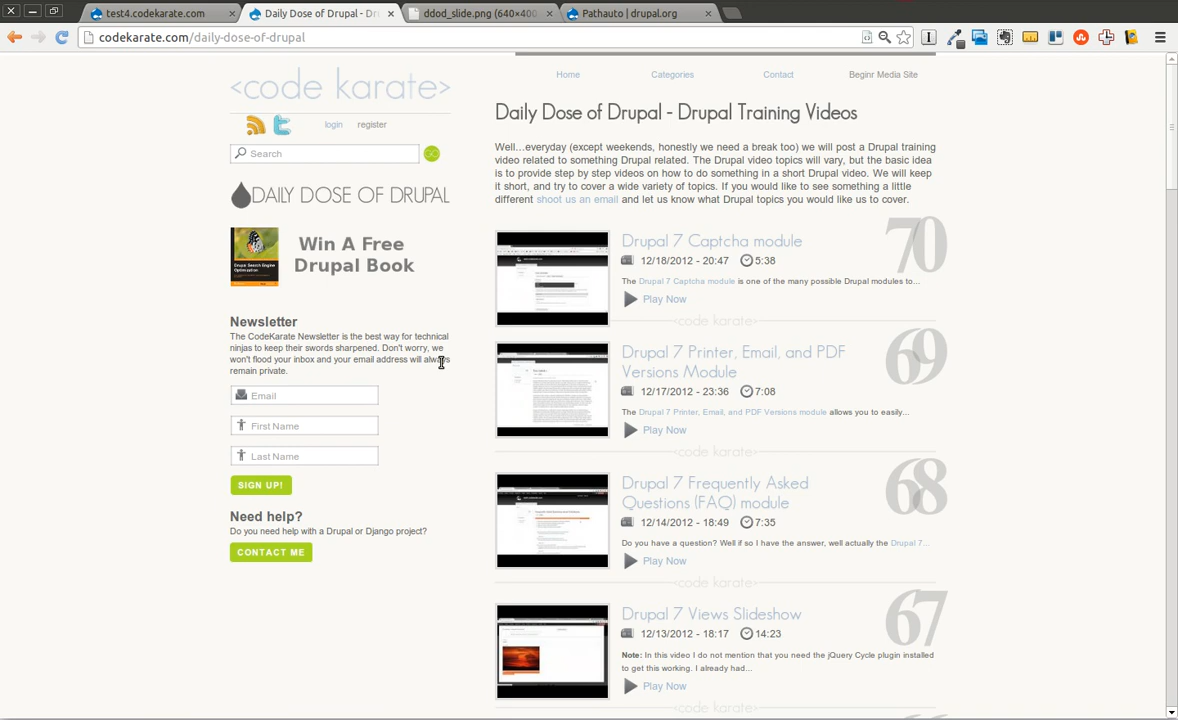 test4.codekarate.com
Daily Dose of Drupal - Dr
ddod_slide.png (640×400
Pathauto | drupal.org
codekarate.com/daily-dose-of-drupal
<code karate>
login
register
Search
DAILY DOSE OF DRUPAL
Win A Free
Drupal Book
Newsletter
The CodeKarate Newsletter is the best way for technical
ninjas to keep their swords sharpened. Don't worry, we
won't flood your inbox and your email address will always
remain private.
Email
First Name
Last Name
SIGN UP!
Need help?
Do you need help with a Drupal or Django project?
CONTACT ME
Home
Categories
Contact
Beginr Media Site
Daily Dose of Drupal - Drupal Training Videos
Well...everyday (except weekends, honestly we need a break too) we will post a Drupal training
video related to something Drupal related. The Drupal video topics will vary, but the basic idea
is to provide step by step videos on how to do something in a short Drupal video. We will keep
it short, and try to cover a wide variety of topics. If you would like to see something a little
different shoot us an email and let us know what Drupal topics you would like us to cover.
Drupal 7 Captcha module
70
12/18/2012 - 20:47
5:38
The Drupal 7 Captcha module is one of the many possible Drupal modules to...
Play Now
<code karate>
Drupal 7 Printer, Email, and PDF
Versions Module
69
12/17/2012 - 23:36
7:08
The Drupal 7 Printer, Email, and PDF Versions module allows you to easily...
Play Now
<code karate>
Drupal 7 Frequently Asked
Questions (FAQ) module
68
12/14/2012 - 18:49
7:35
Do you have a question? Well if so I have the answer, well actually the Drupal 7...
Play Now
<code karate>
Drupal 7 Views Slideshow
67
12/13/2012 - 18:17
14:23
Note: In this video I do not mention that you need the jQuery Cycle plugin installed
to get this working. I already had...
Play Now
<code karate>